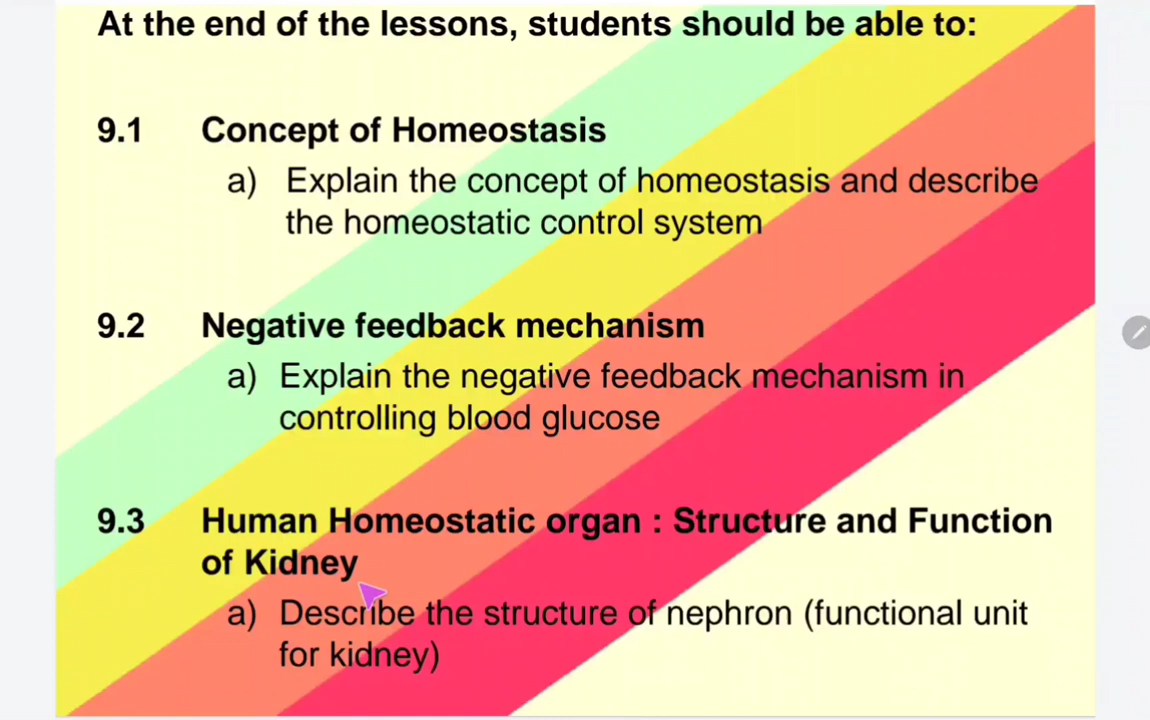 At the end of the lessons, students should be able to:
9.1 Concept of Homeostasis
a) Explain the concept of homeostasis and describe
the homeostatic control system
9.2 Negative feedback mechanism
a) Explain the negative feedback mechanism in
controlling blood glucose
9.3 Human Homeostatic organ : Structure and Function
of Kidney
a) Describe the structure of nephron (functional unit
for kidney)